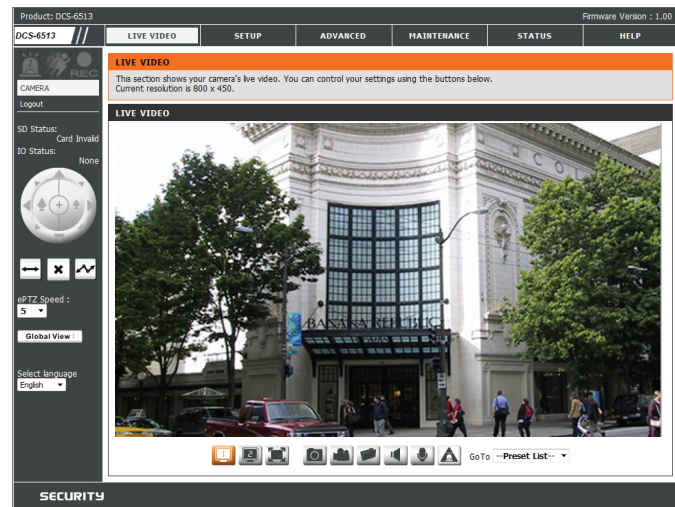 Product: DCS-6513 Firmware Version : 1.00
DCS-6513 LIVE VIDEO SETUP ADVANCED MAINTENANCE STATUS HELP
REC
CAMERA
Logout
SD Status:
Card Invalid
IO Status:
None
ePTZ Speed :
5
Global View :
Select language
English
LIVE VIDEO
This section shows your camera's live video. You can control your settings using the buttons below.
Current resolution is 800 x 450.
LIVE VIDEO
COL
BANANA REPUBLIC
1 2 GoTo --Preset List--
SECURITY